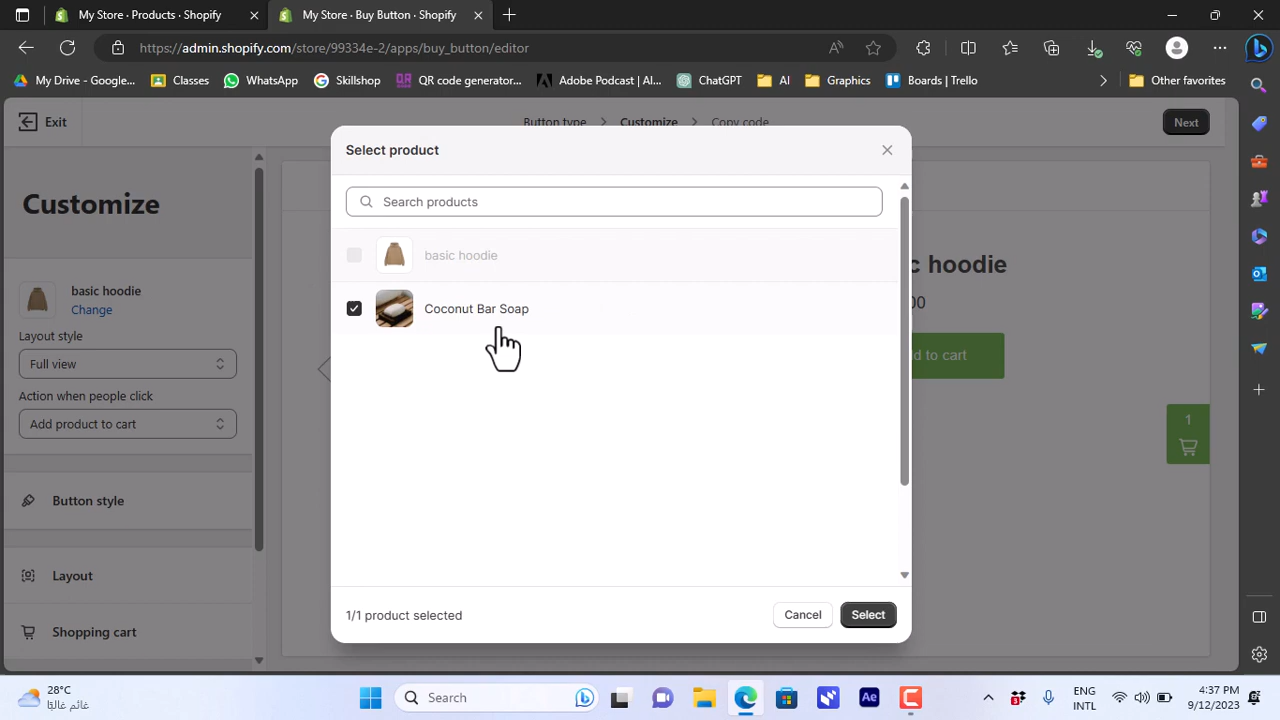 My Store · Products · Shopify
My Store · Buy Button · Shopify
https://admin.shopify.com/store/99334e-2/apps/buy_button/editor
My Drive - Google...
Classes
WhatsApp
Skillshop
QR code generator...
Adobe Podcast | Al...
ChatGPT
AI
Graphics
Boards | Trello
Other favorites
Exit
Button type
Customize
Copy code
Next
Select product
Search products
Customize
basic hoodie
Change
Layout style
Full view
Action when people click
Add product to cart
Button style
Layout
Shopping cart
basic hoodie
Coconut Bar Soap
c hoodie
00
d to cart
1
1/1 product selected
Cancel
Select
28°C
غائم غالبًا
Search
Ae
ENG
INTL
4:37 PM
9/12/2023